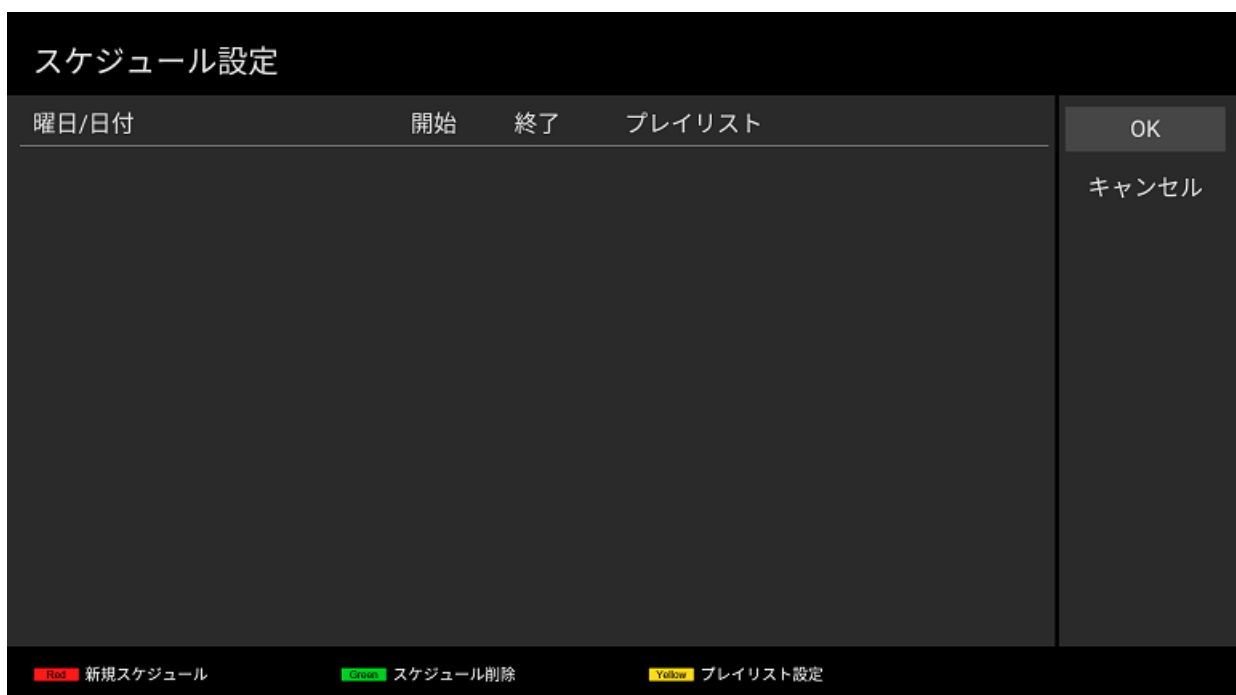 スケジュール設定
曜日/日付 開始 終了 プレイリスト
OK
キャンセル
Red 新規スケジュール Green スケジュール削除 Yellow プレイリスト設定